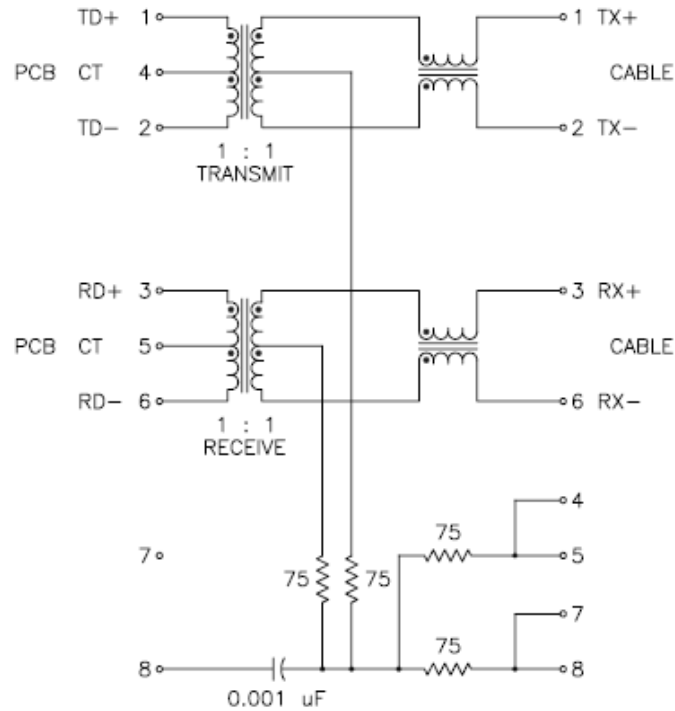 TD+ 1 1 TX+
PCB CT 4 CABLE
TD- 2 2 TX-
1 : 1
TRANSMIT
RD+ 3 3 RX+
PCB CT 5 CABLE
RD- 6 6 RX-
1 : 1
RECEIVE
4
75
7 75 75 5
7
75
8 8
0.001 uF